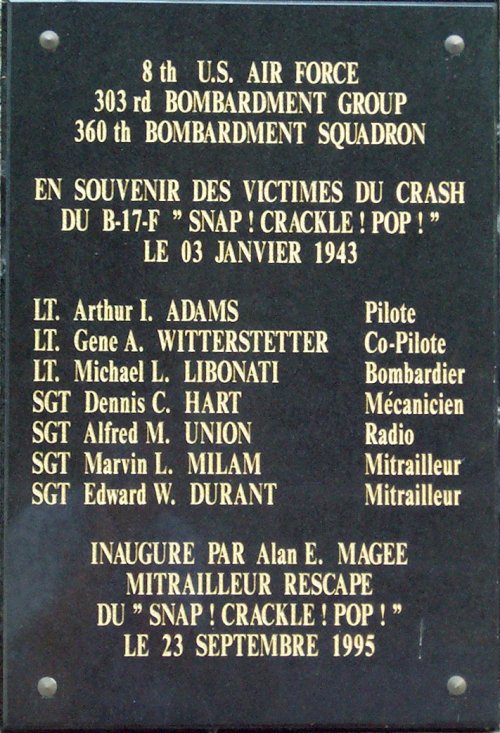 8 th U.S. AIR FORCE
303 rd BOMBARDMENT GROUP
360 th BOMBARDMENT SQUADRON
EN SOUVENIR DES VICTIMES DU CRASH
DU B-17-F " SNAP ! CRACKLE ! POP ! "
LE 03 JANVIER 1943
LT. Arthur I. ADAMS Pilote
LT. Gene A. WITTERSTETTER Co-Pilote
LT. Michael L. LIBONATI Bombardier
SGT Dennis C. HART Mécanicien
SGT Alfred M. UNION Radio
SGT Marvin L. MILAM Mitrailleur
SGT Edward W. DURANT Mitrailleur
INAUGURE PAR Alan E. MAGEE
MITRAILLEUR RESCAPE
DU " SNAP ! CRACKLE ! POP ! "
LE 23 SEPTEMBRE 1995